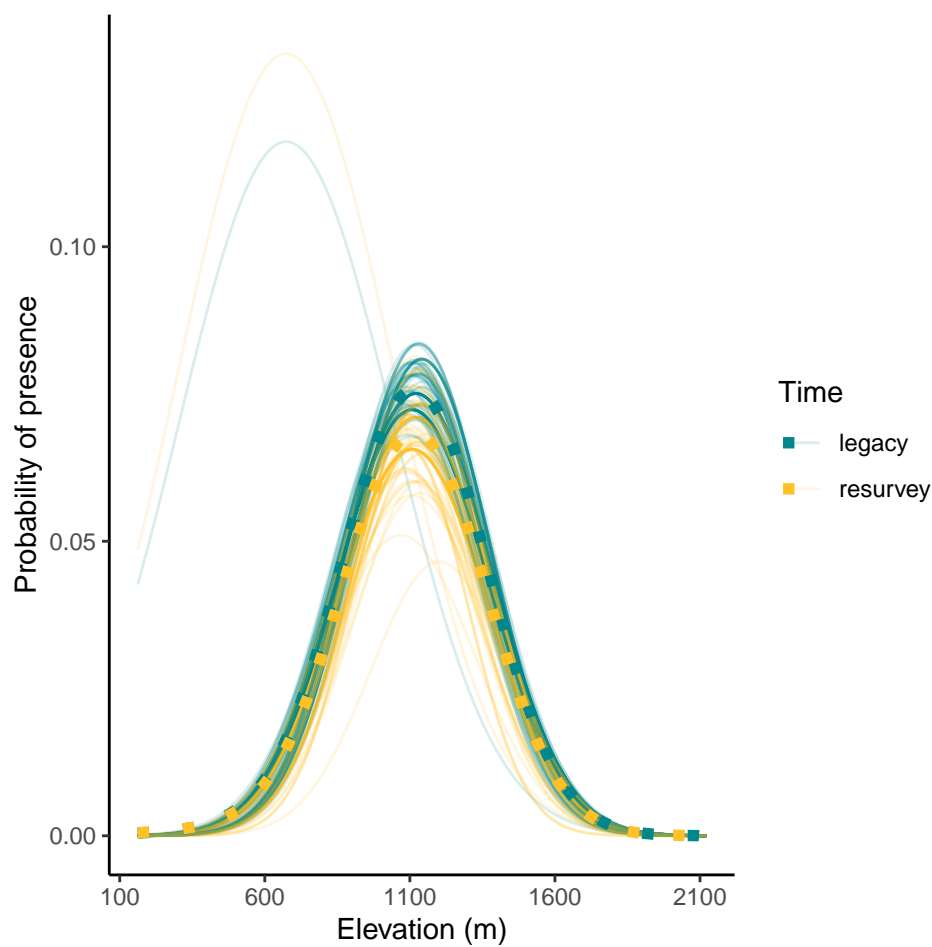 Probability of presence
0.10
0.05
0.00
100 600 1100 1600 2100
Elevation (m)
Time
legacy
resurvey